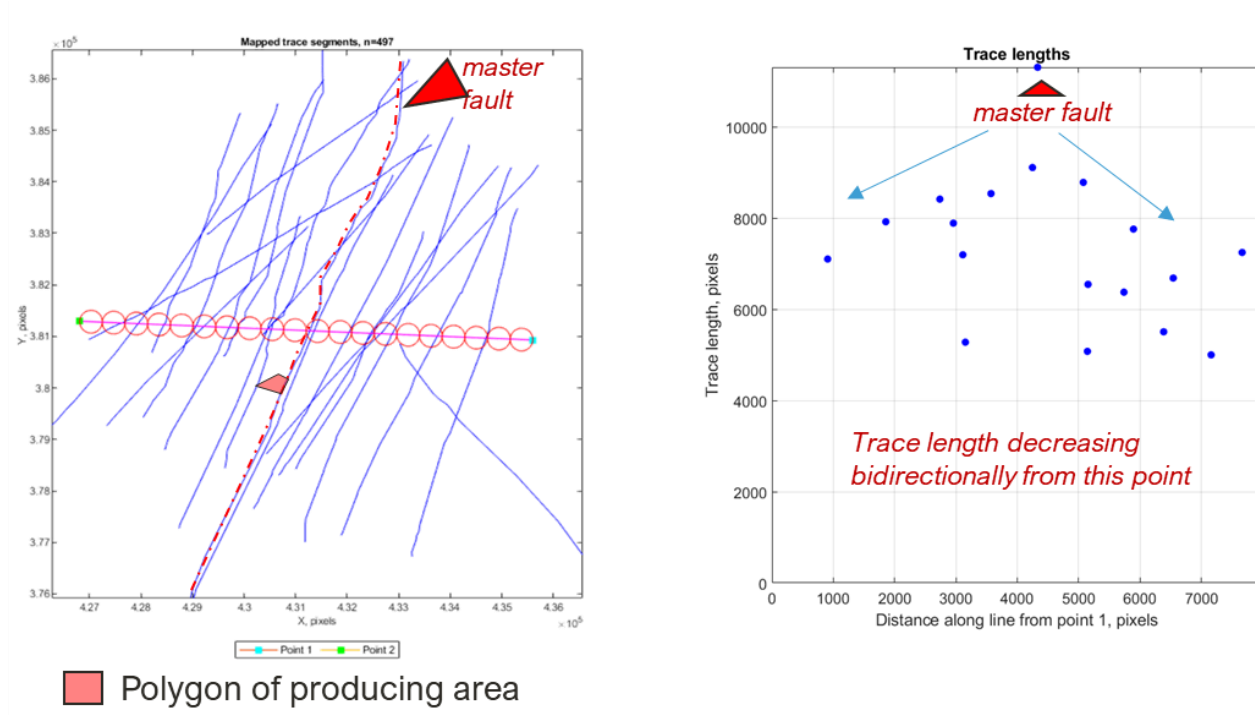 Mapped trace segments, n=497
× 10⁵
3.86
3.85
3.84
3.83
3.82
3.81
3.8
3.79
3.78
3.77
3.76
Y, pixels
4.27 4.28 4.29 4.3 4.31 4.32 4.33 4.34 4.35 4.36
X, pixels
× 10⁵
master
fault
Point 1 Point 2
Polygon of producing area
Trace lengths
master fault
10000
8000
6000
4000
2000
0
Trace length, pixels
Trace length decreasing
bidirectionally from this point
0 1000 2000 3000 4000 5000 6000 7000
Distance along line from point 1, pixels